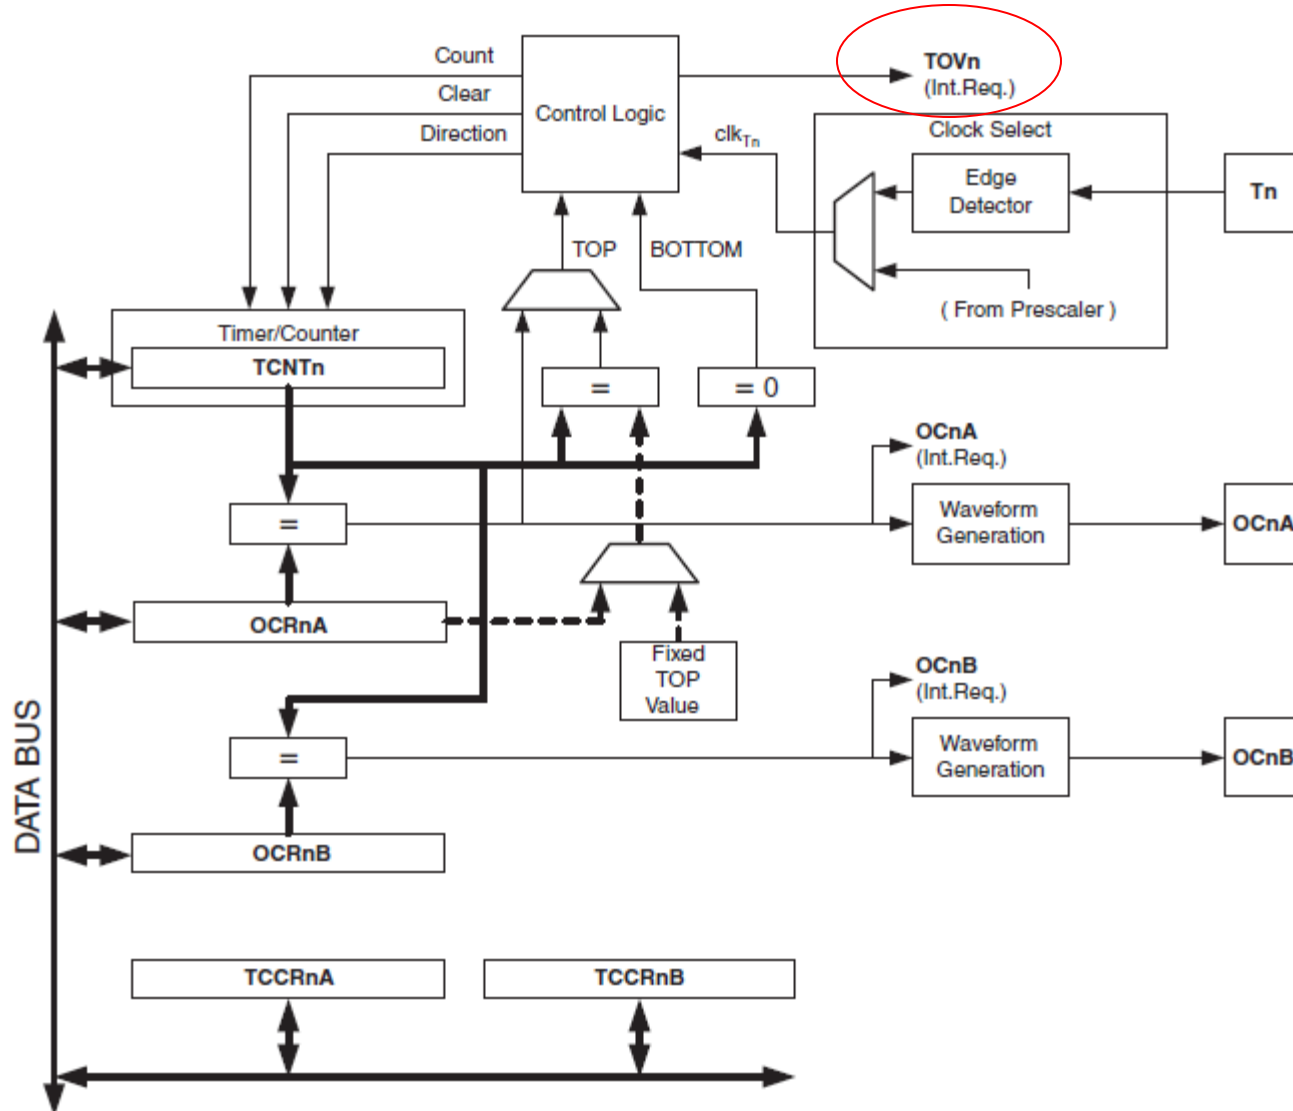 Count
Clear
Direction
Control Logic
TOVn
(Int.Req.)
clkTn
Clock Select
Edge
Detector
Tn
( From Prescaler )
TOP
BOTTOM
Timer/Counter
TCNTn
=
= 0
OCnA
(Int.Req.)
=
Waveform
Generation
OCnA
OCRnA
Fixed
TOP
Value
OCnB
(Int.Req.)
=
Waveform
Generation
OCnB
OCRnB
DATA BUS
TCCRnA
TCCRnB